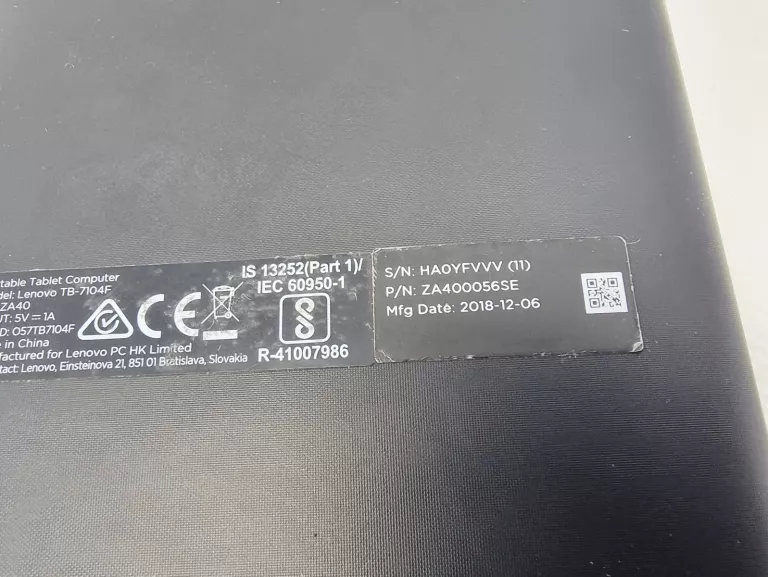 table Tablet Computer
del: Lenovo TB-7104F
ZA40
UT: 5V ⎓ 1A
D: O57TB7104F
e in China
ufactured for Lenovo PC HK Limited
tact: Lenovo, Einsteinova 21, 851 01 Bratislava, Slovakia
CE
IS 13252(Part 1)/
IEC 60950-1
R-41007986
S/N: HA0YFVVV (11)
P/N: ZA400056SE
Mfg Date: 2018-12-06